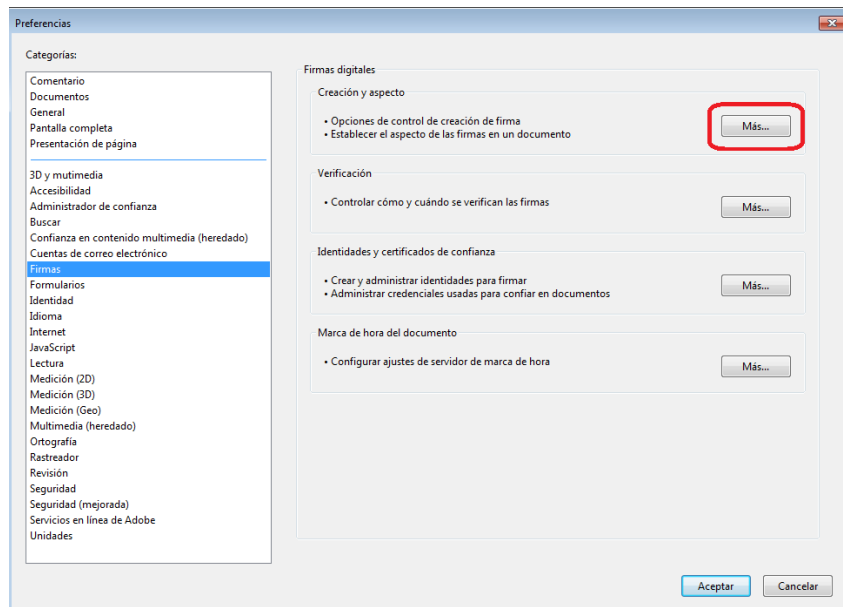 Preferencias
Categorías:
Comentario
Documentos
General
Pantalla completa
Presentación de página
3D y mutimedia
Accesibilidad
Administrador de confianza
Buscar
Confianza en contenido multimedia (heredado)
Cuentas de correo electrónico
Firmas
Formularios
Identidad
Idioma
Internet
JavaScript
Lectura
Medición (2D)
Medición (3D)
Medición (Geo)
Multimedia (heredado)
Ortografía
Rastreador
Revisión
Seguridad
Seguridad (mejorada)
Servicios en línea de Adobe
Unidades
Firmas digitales
Creación y aspecto
• Opciones de control de creación de firma
• Establecer el aspecto de las firmas en un documento
Más...
Verificación
• Controlar cómo y cuándo se verifican las firmas
Más...
Identidades y certificados de confianza
• Crear y administrar identidades para firmar
• Administrar credenciales usadas para confiar en documentos
Más...
Marca de hora del documento
• Configurar ajustes de servidor de marca de hora
Más...
Aceptar
Cancelar